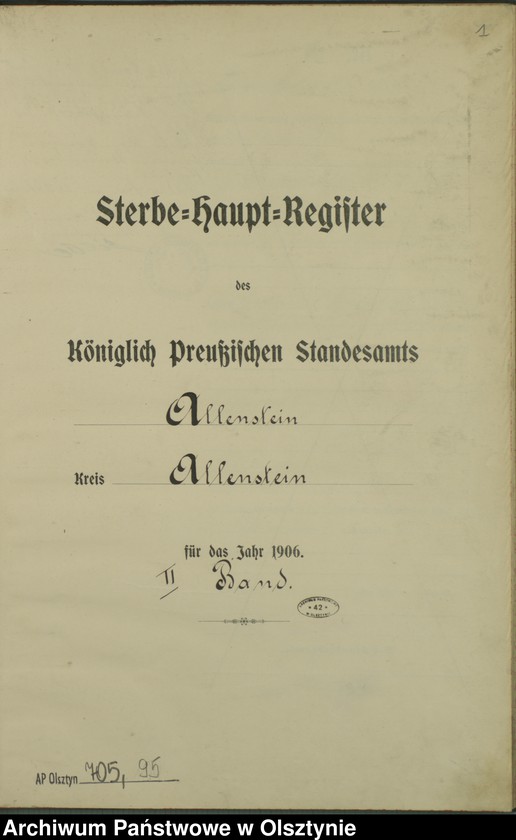 1
Sterbe=Haupt=Register
des
Königlich Preußischen Standesamts
Allenstein
Kreis Allenstein
für das Jahr 1906.
II Band.
42
AP Olsztyn 705, 95
Archiwum Państwowe w Olsztynie